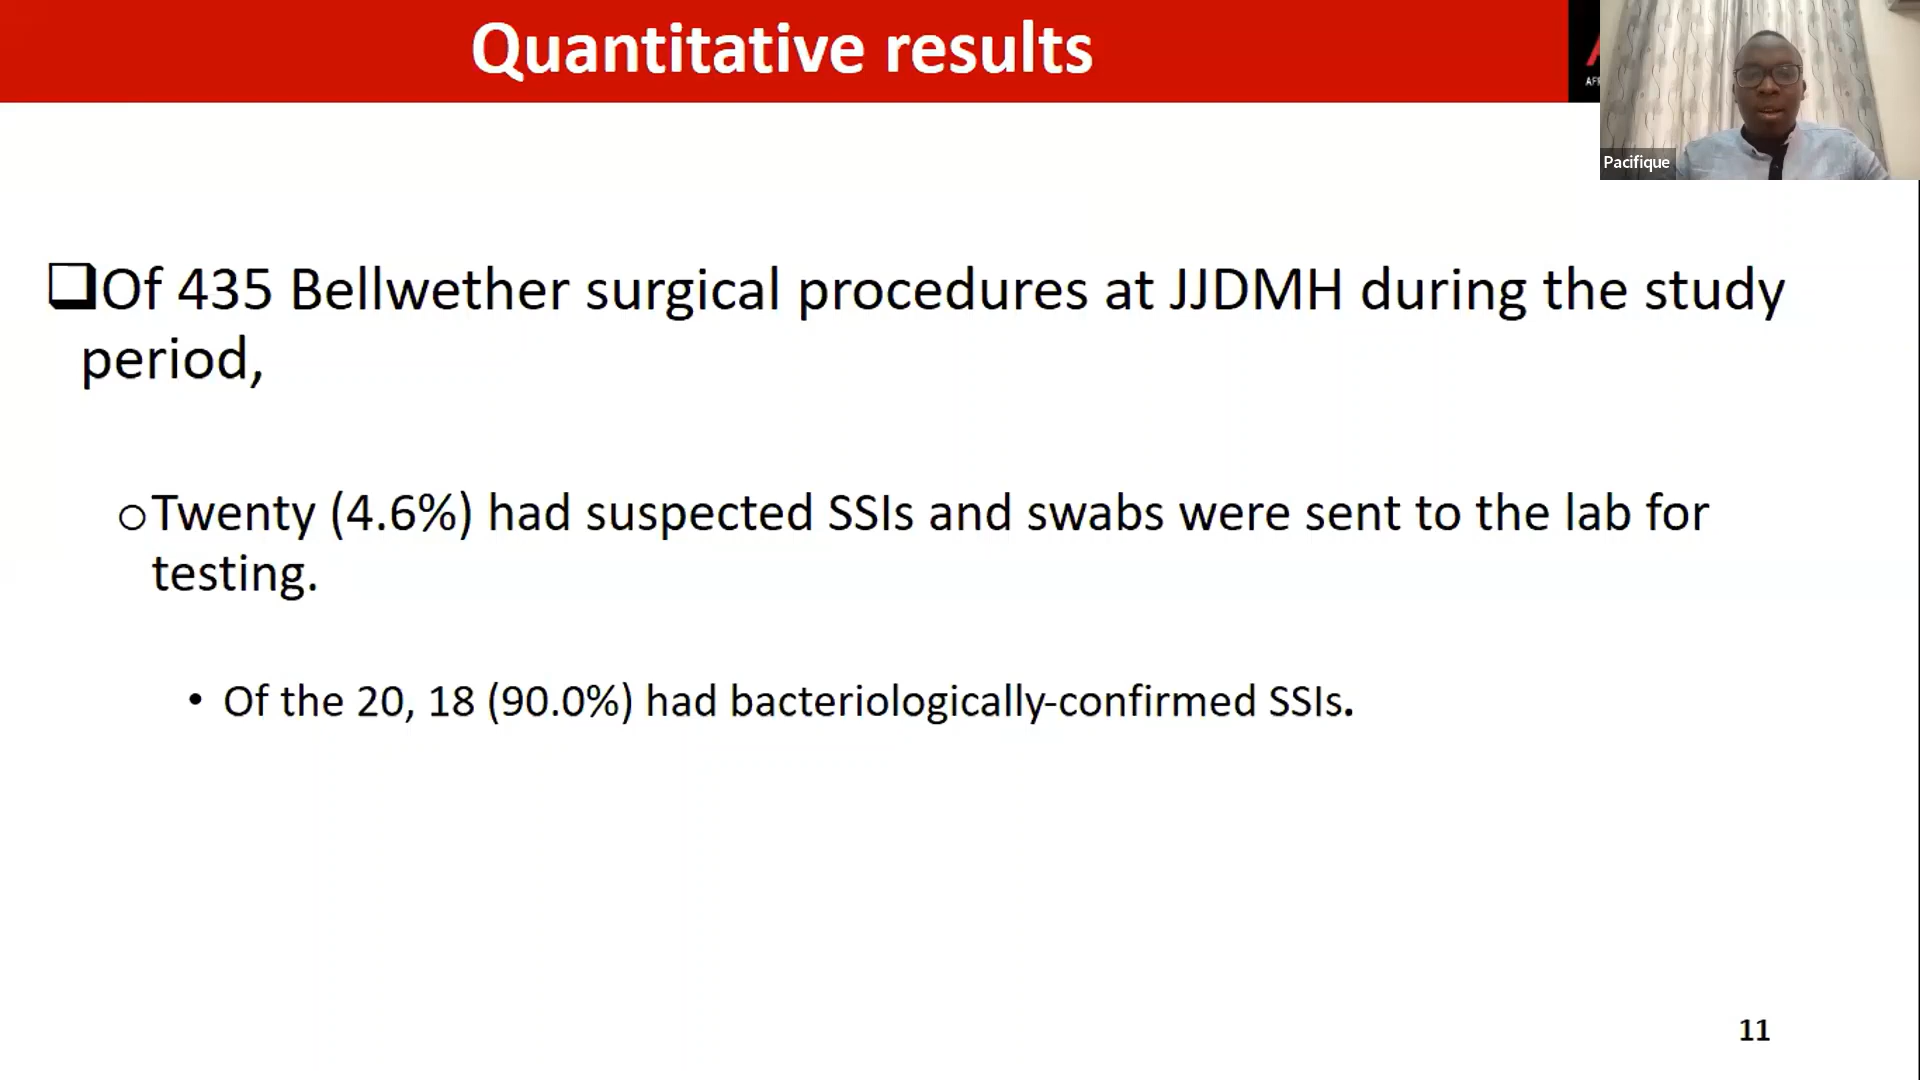 Quantitative results
Pacifique
❑Of 435 Bellwether surgical procedures at JJDMH during the study
period,
oTwenty (4.6%) had suspected SSIs and swabs were sent to the lab for
testing.
• Of the 20, 18 (90.0%) had bacteriologically-confirmed SSIs.
11